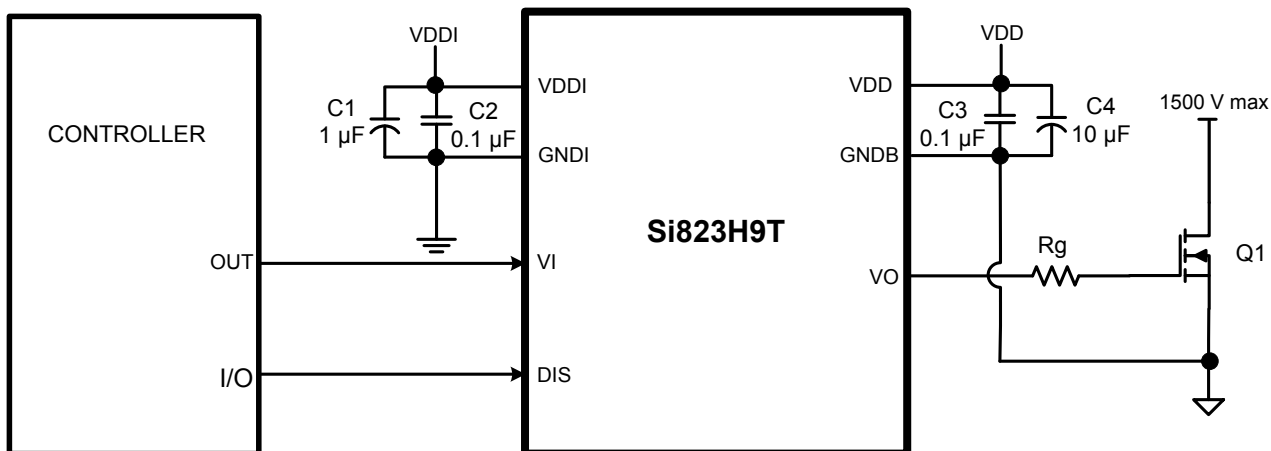 CONTROLLER
OUT
I/O
VDDI
C1
1 µF
C2
0.1 µF
VDDI
GNDI
VI
DIS
Si823H9T
VDD
GNDB
VO
VDD
C3
0.1 µF
C4
10 µF
1500 V max
Rg
Q1